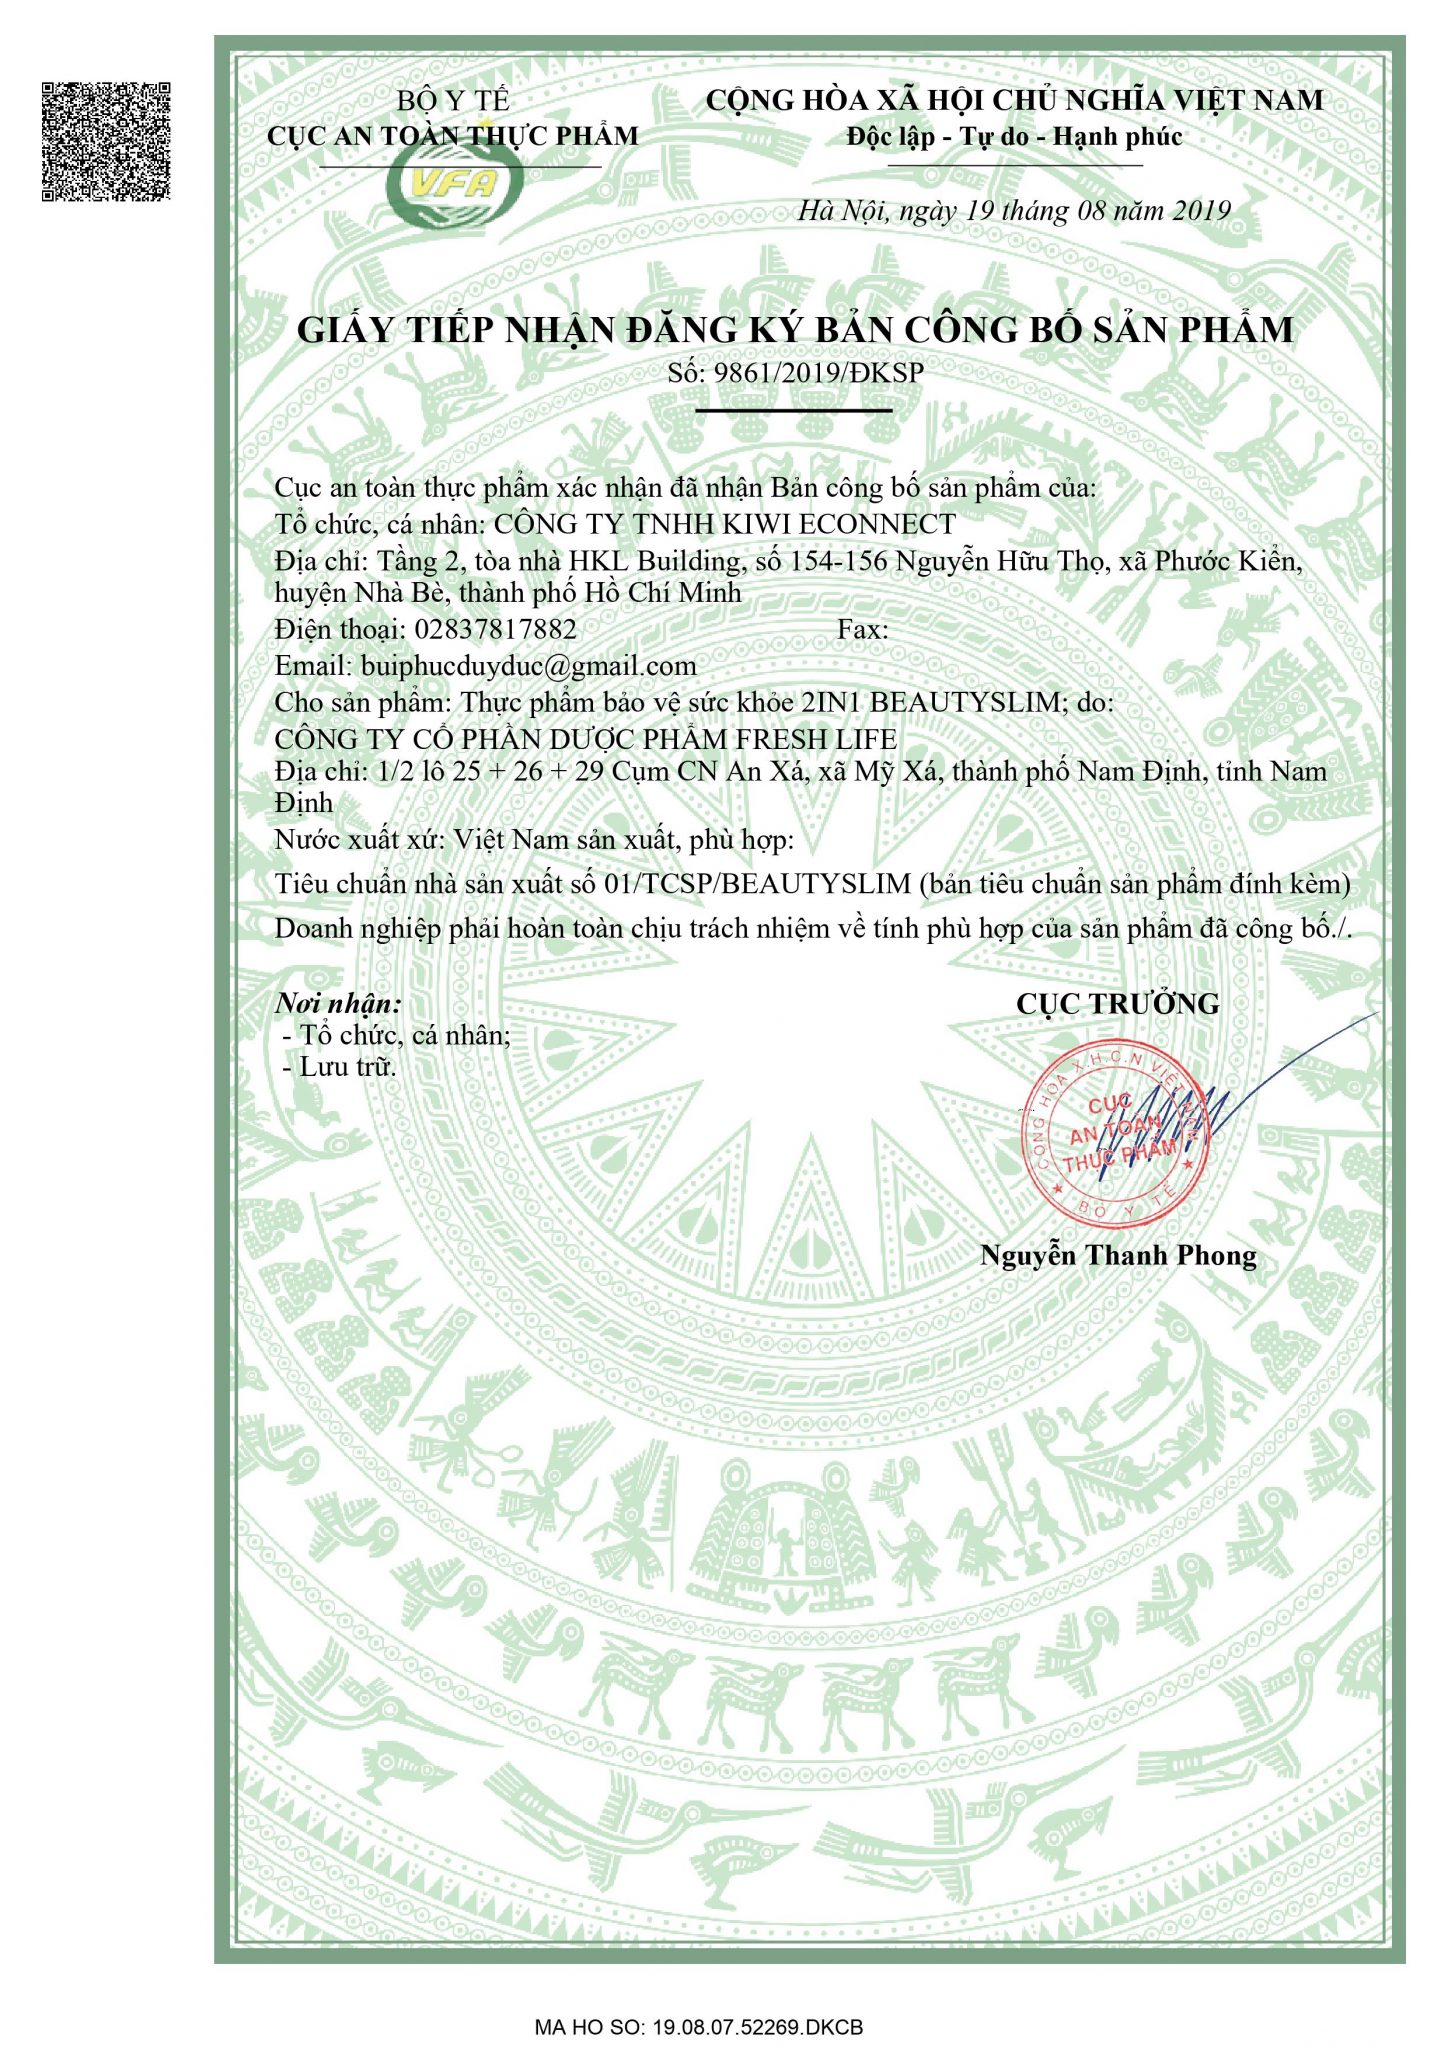 BỘ Y TẾ
CỤC AN TOÀN THỰC PHẨM
VFA
CỘNG HÒA XÃ HỘI CHỦ NGHĨA VIỆT NAM
Độc lập - Tự do - Hạnh phúc
Hà Nội, ngày 19 tháng 08 năm 2019
GIẤY TIẾP NHẬN ĐĂNG KÝ BẢN CÔNG BỐ SẢN PHẨM
Số: 9861/2019/ĐKSP
Cục an toàn thực phẩm xác nhận đã nhận Bản công bố sản phẩm của:
Tổ chức, cá nhân: CÔNG TY TNHH KIWI ECONNECT
Địa chỉ: Tầng 2, tòa nhà HKL Building, số 154-156 Nguyễn Hữu Thọ, xã Phước Kiển,
huyện Nhà Bè, thành phố Hồ Chí Minh
Điện thoại: 02837817882 Fax:
Email: buiphucduyduc@gmail.com
Cho sản phẩm: Thực phẩm bảo vệ sức khỏe 2IN1 BEAUTYSLIM; do:
CÔNG TY CỔ PHẦN DƯỢC PHẨM FRESH LIFE
Địa chỉ: 1/2 lô 25 + 26 + 29 Cụm CN An Xá, xã Mỹ Xá, thành phố Nam Định, tỉnh Nam
Định
Nước xuất xứ: Việt Nam sản xuất, phù hợp:
Tiêu chuẩn nhà sản xuất số 01/TCSP/BEAUTYSLIM (bản tiêu chuẩn sản phẩm đính kèm)
Doanh nghiệp phải hoàn toàn chịu trách nhiệm về tính phù hợp của sản phẩm đã công bố./.
Nơi nhận:
- Tổ chức, cá nhân;
- Lưu trữ.
CỤC TRƯỞNG
CỘNG HÒA X.H.C.N VIỆT NAM
CỤC
AN TOÀN
THỰC PHẨM
★ BỘ Y TẾ ★
Nguyễn Thanh Phong
MA HO SO: 19.08.07.52269.DKCB